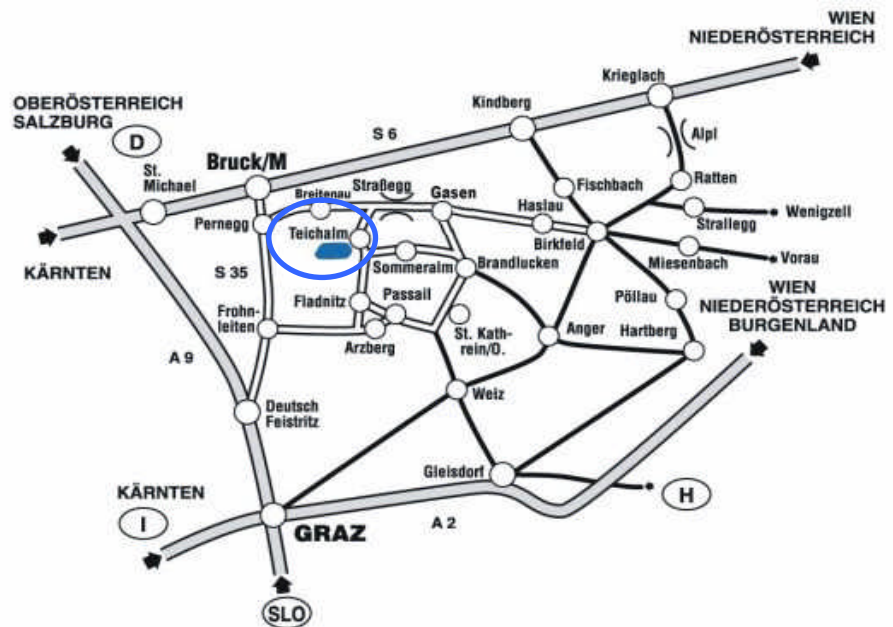 WIEN
NIEDERÖSTERREICH
Krieglach
Kindberg
OBERÖSTERREICH
SALZBURG
D
S 6
Alpl
Bruck/M
St.
Michael
Straßegg
Fischbach
Ratten
Breitenau
Gasen
Haslau
Strallegg
Wenigzell
Pernegg
Teichalm
Birkfeld
KÄRNTEN
S 35
Sommeralm
Brandlucken
Miesenbach
Vorau
Fladnitz
Passail
Pöllau
WIEN
NIEDERÖSTERREICH
BURGENLAND
Frohn-
leiten
Arzberg
St. Kath-
rein/O.
Anger
Hartberg
A 9
Weiz
Deutsch
Feistritz
Gleisdorf
KÄRNTEN
I
H
GRAZ
A 2
SLO